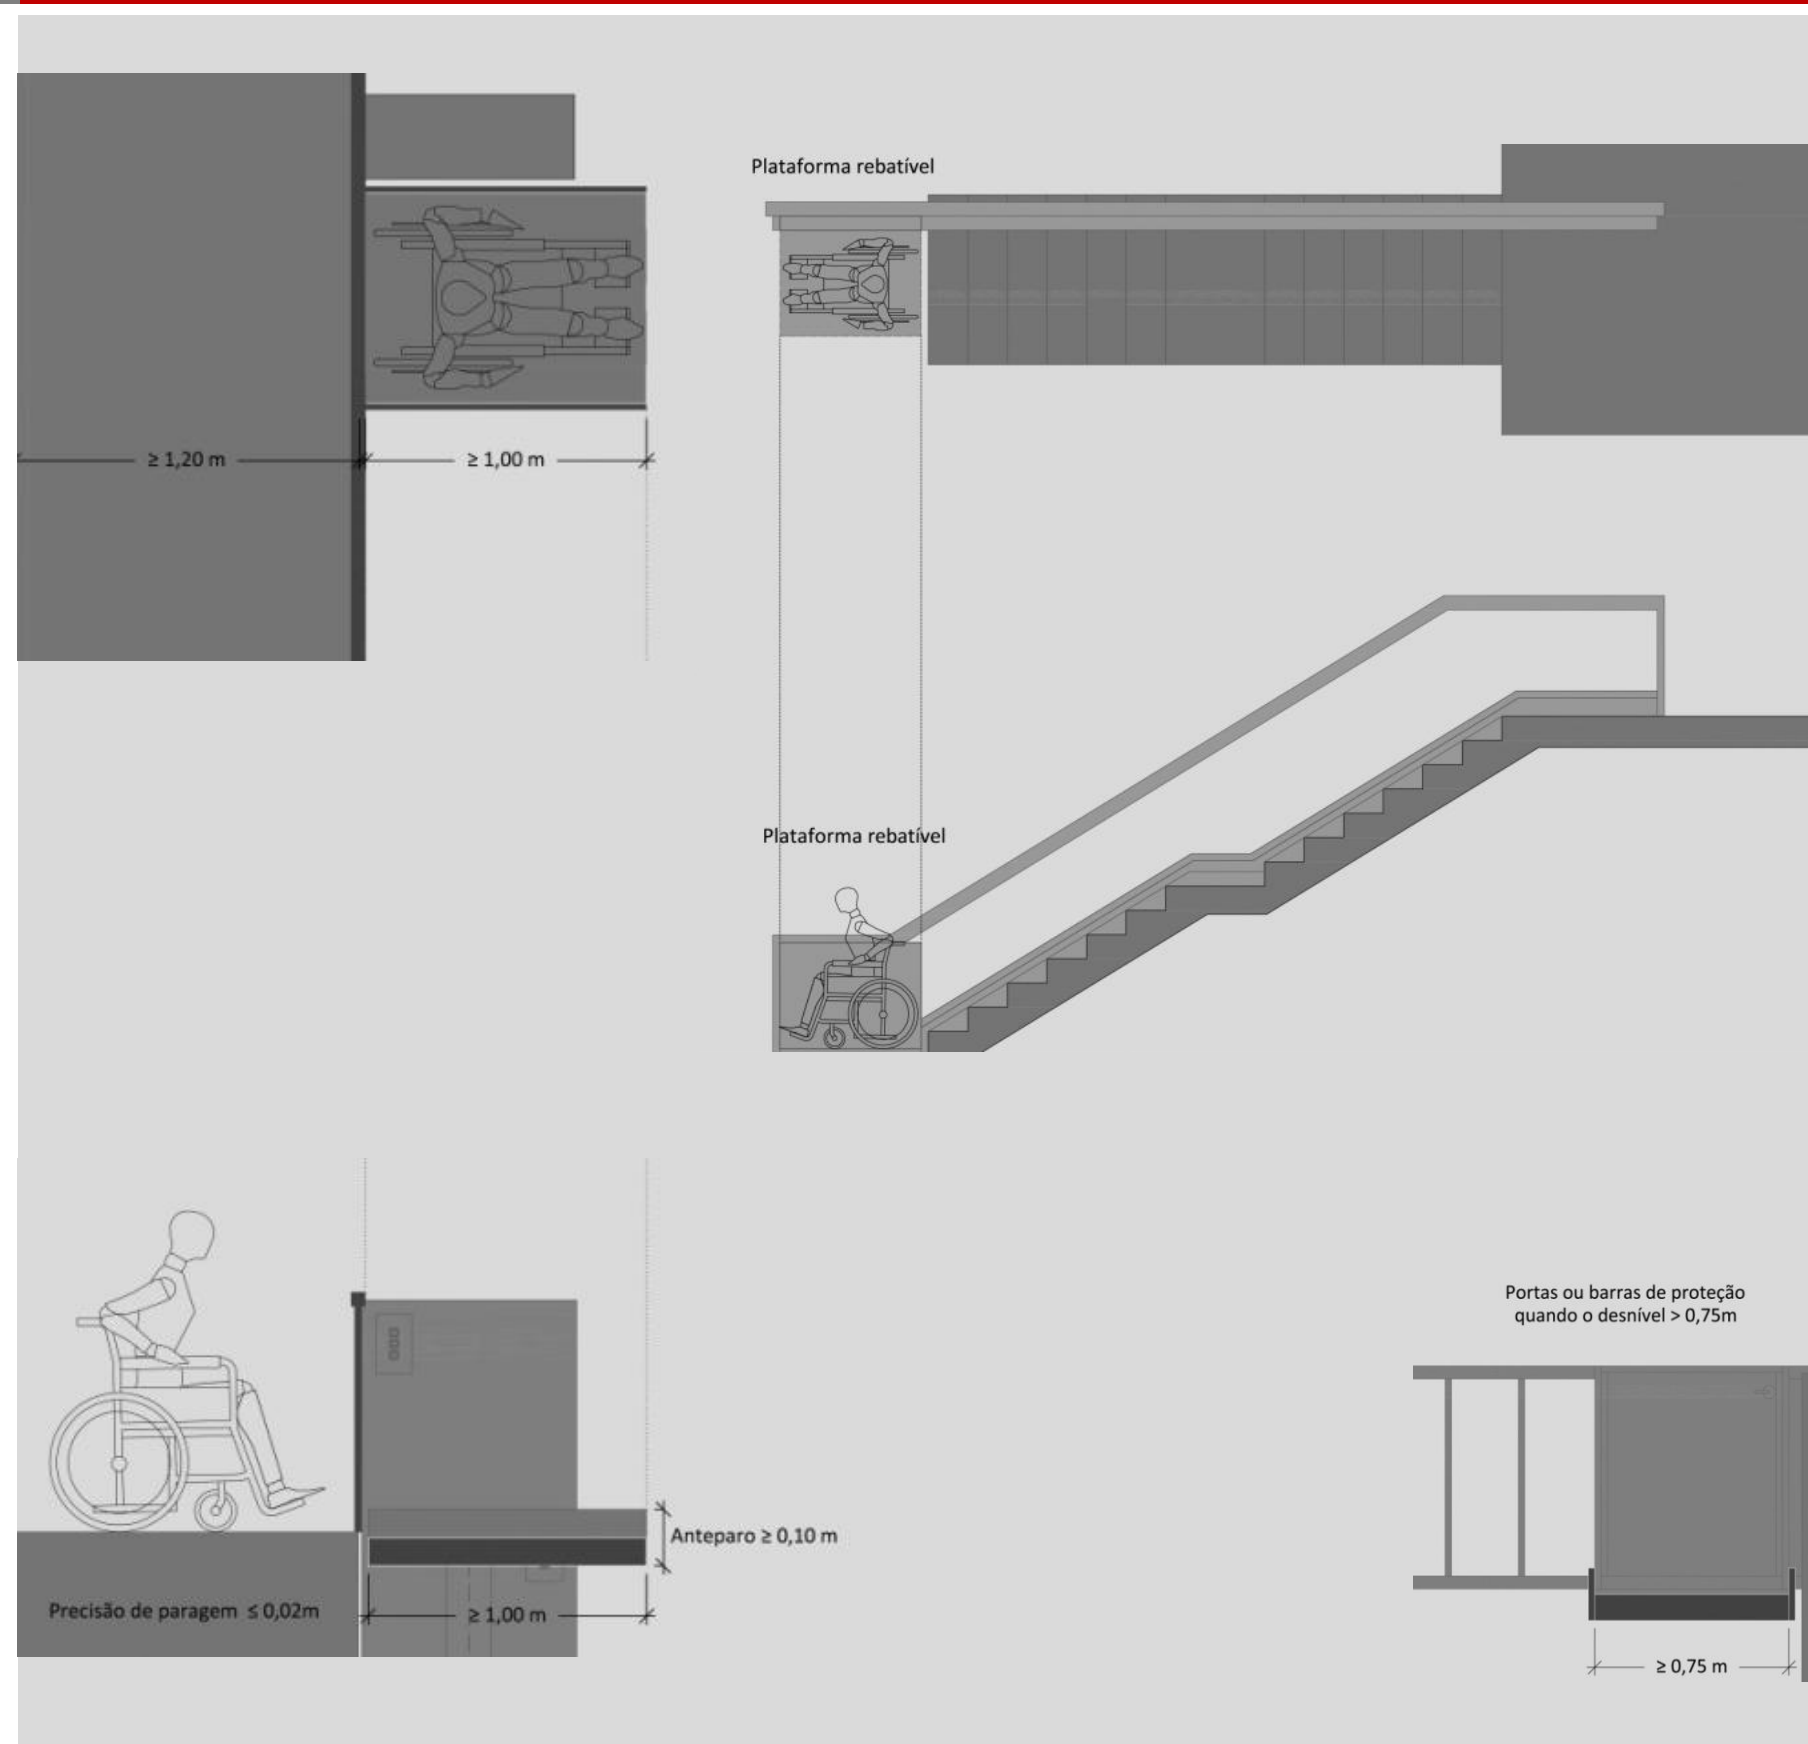 Plataforma rebatível
≥ 1,20 m
≥ 1,00 m
Plataforma rebatível
Portas ou barras de proteção
quando o desnível > 0,75m
Anteparo ≥ 0,10 m
Precisão de paragem ≤ 0,02m
≥ 1,00 m
≥ 0,75 m